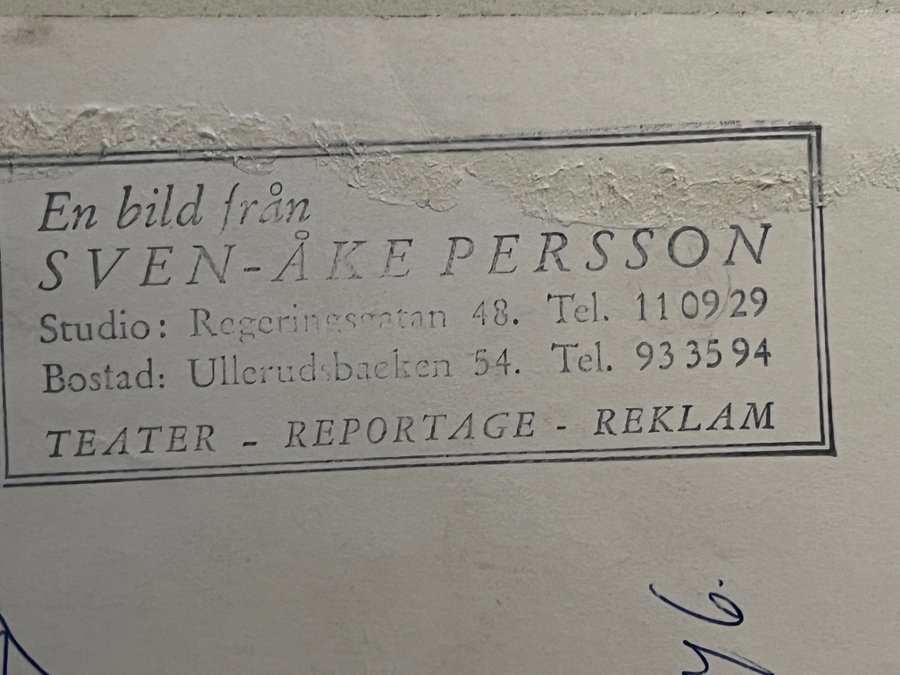 En bild från
SVEN-ÅKE PERSSON
Studio: Regeringsgatan 48. Tel. 11 09 29
Bostad: Ullerudsbacken 54. Tel. 93 35 94
TEATER - REPORTAGE - REKLAM